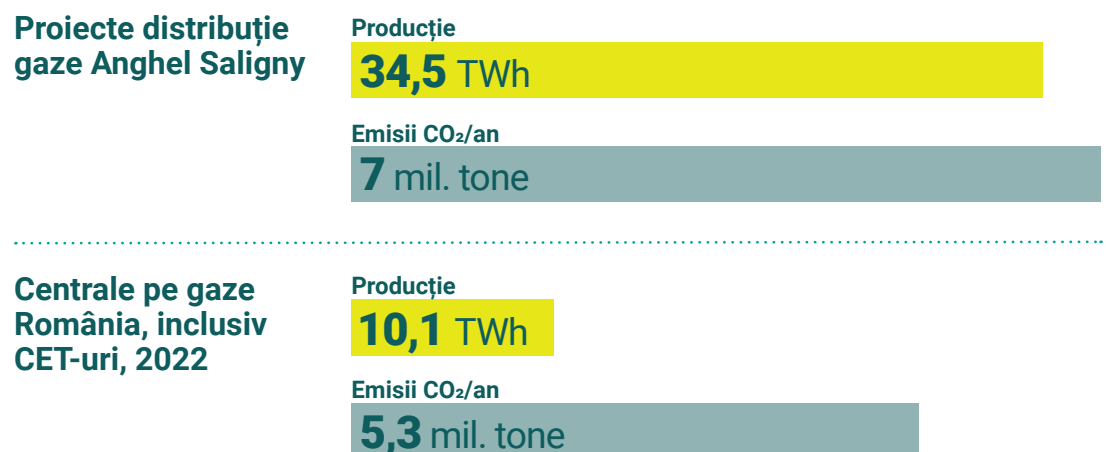 Proiecte distribuție
gaze Anghel Saligny
Producție
34,5 TWh
Emisii CO₂/an
7 mil. tone
Centrale pe gaze
România, inclusiv
CET-uri, 2022
Producție
10,1 TWh
Emisii CO₂/an
5,3 mil. tone